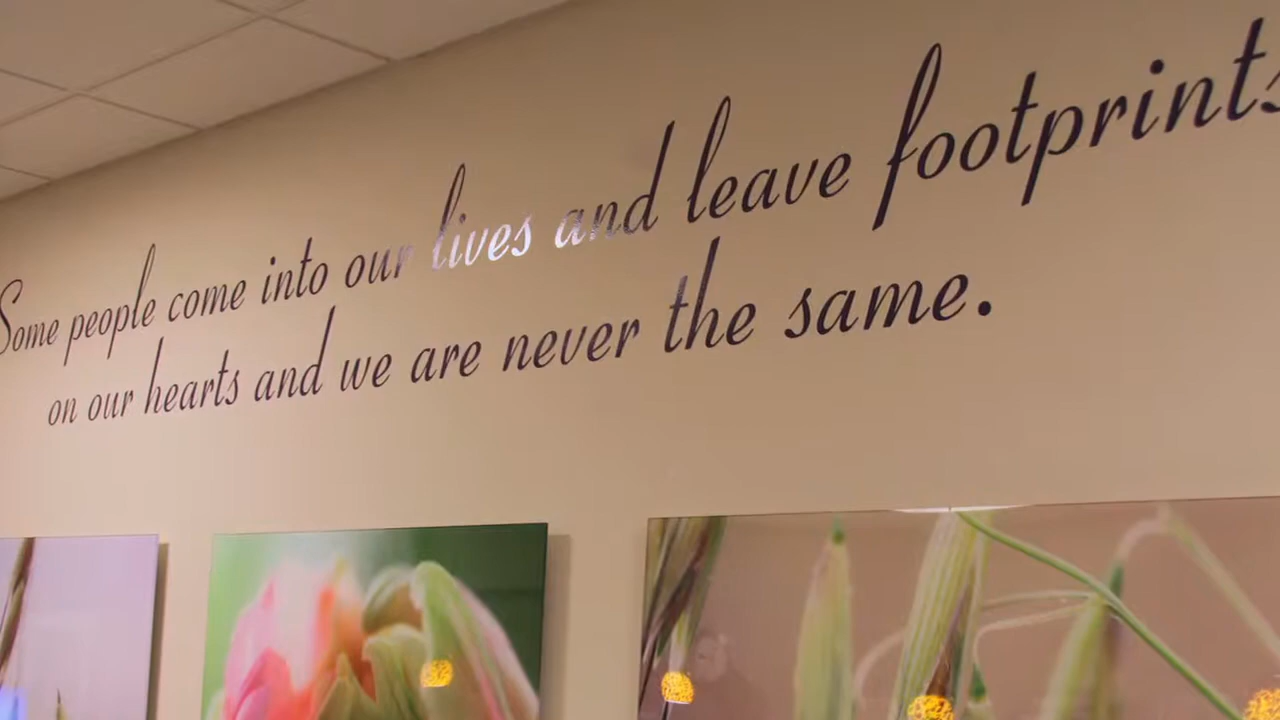 Some people come into our lives and leave footprints
on our hearts and we are never the same.